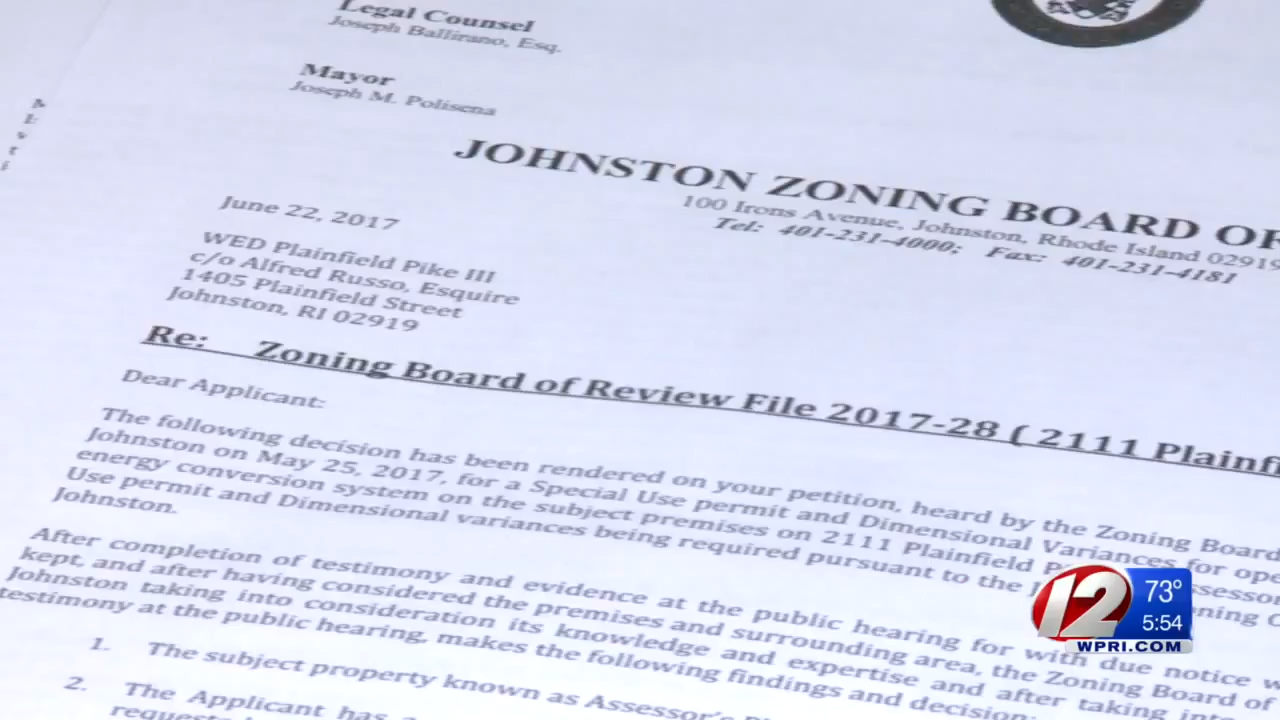 Legal Counsel
Joseph Ballirano, Esq.
Mayor
Joseph M. Polisena
JOHNSTON ZONING BOARD OF
100 Irons Avenue, Johnston, Rhode Island 02919
Tel: 401-231-4000; Fax: 401-231-4181
June 22, 2017
WED Plainfield Pike III
c/o Alfred Russo, Esquire
1405 Plainfield Street
Johnston, RI 02919
Re: Zoning Board of Review File 2017-28 ( 2111 Plainfi
Dear Applicant:
The following decision has been rendered on your petition, heard by the Zoning Board
Johnston on May 25, 2017, for a Special Use permit and Dimensional Variances for ope
energy conversion system on the subject premises on 2111 Plainfield
Use permit and Dimensional variances being required pursuant to the
Johnston.
After completion of testimony and evidence at the public hearing for with due notice w
kept, and after having considered the premises and surrounding area, the Zoning Board of
Johnston taking into consideration its knowledge and expertise and after taking int
testimony at the public hearing, makes the following findings and decision:
1. The subject property known as Assessor's
2. The Applicant has
12
73°
5:54
WPRI.COM